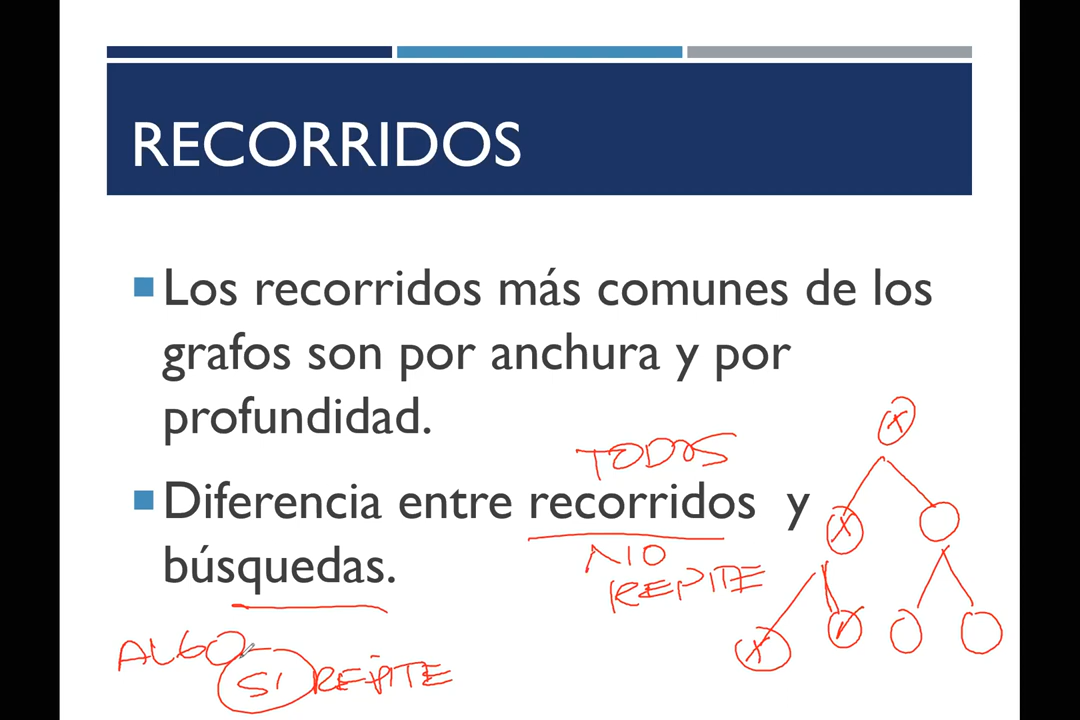 RECORRIDOS
Los recorridos más comunes de los
grafos son por anchura y por
profundidad.
TODOS
Diferencia entre recorridos y
búsquedas.
NO
REPITE
ALGO
SI REPITE